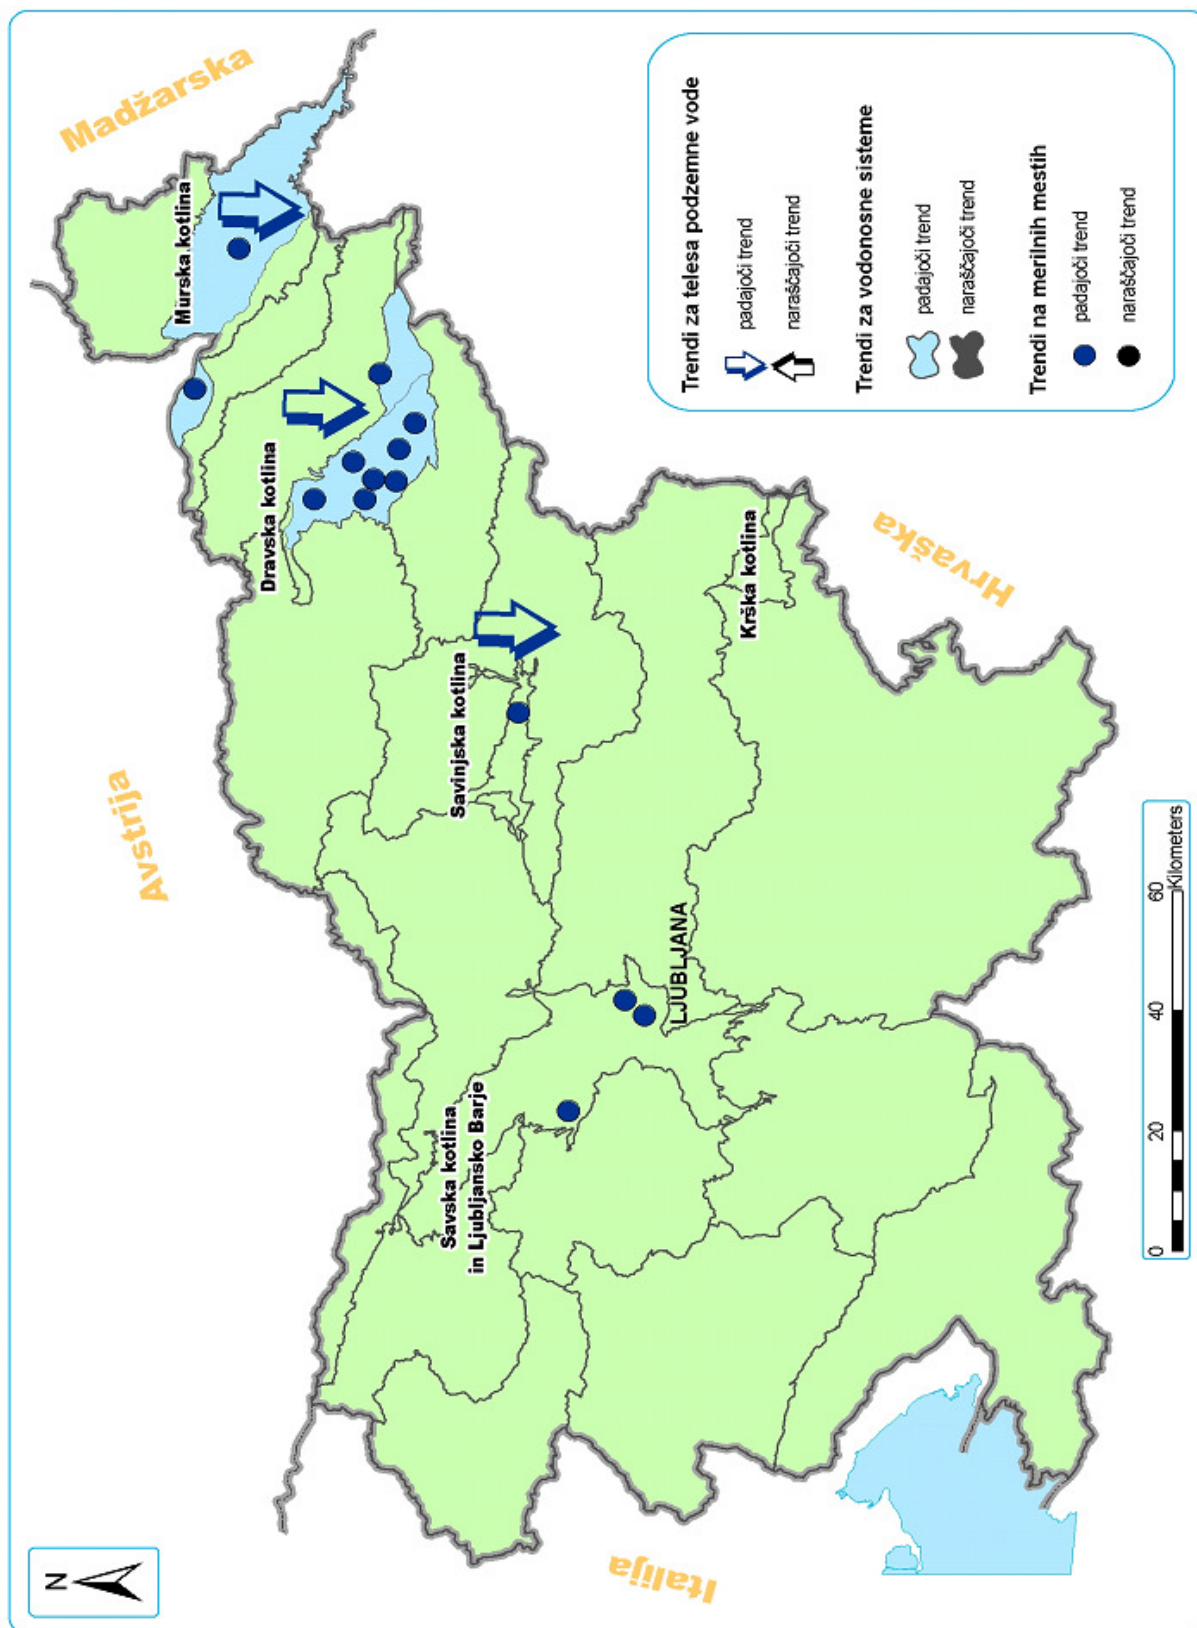 N
Avstrija
Madžarska
Italija
Hrvaška
Murska kotlina
Dravska kotlina
Savinjska kotlina
Savska kotlina
in Ljubljansko Barje
Krška kotlina
LJUBLJANA
0 20 40 60
Kilometers
Trendi za telesa podzemne vode
padajoči trend
naraščajoči trend
Trendi za vodonosne sisteme
padajoči trend
naraščajoči trend
Trendi na merilnih mestih
padajoči trend
naraščajoči trend